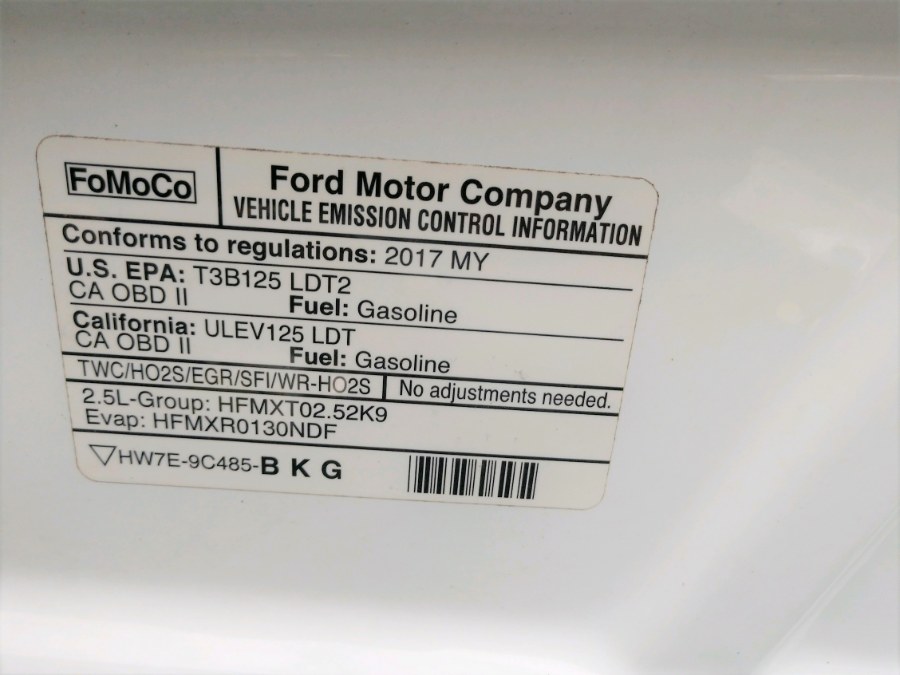 FoMoCo
Ford Motor Company
VEHICLE EMISSION CONTROL INFORMATION
Conforms to regulations: 2017 MY
U.S. EPA: T3B125 LDT2
CA OBD II Fuel: Gasoline
California: ULEV125 LDT
CA OBD II Fuel: Gasoline
TWC/HO2S/EGR/SFI/WR-HO2S No adjustments needed.
2.5L-Group: HFMXT02.52K9
Evap: HFMXR0130NDF
HW7E-9C485-B K G